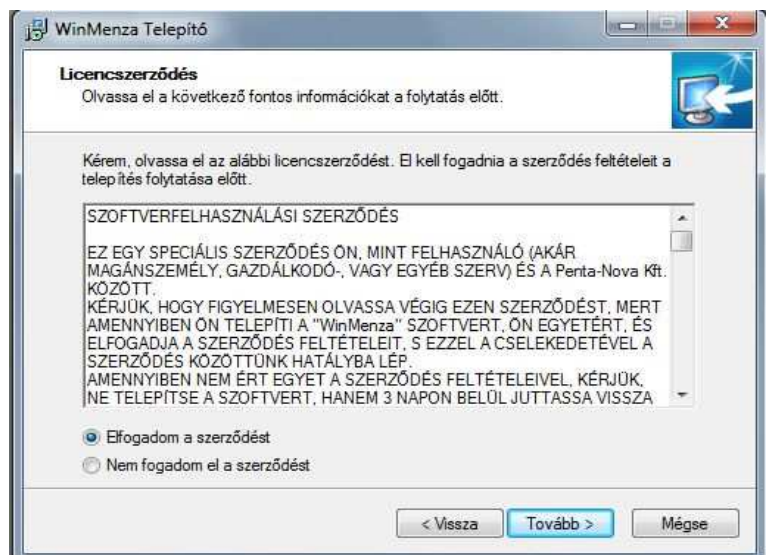 WinMenza Telepítő
Licencszerződés
Olvassa el a következő fontos információkat a folytatás előtt.
Kérem, olvassa el az alábbi licencszerződést. El kell fogadnia a szerződés feltételeit a
telepítés folytatása előtt.
SZOFTVERFELHASZNÁLÁSI SZERZŐDÉS
EZ EGY SPECIÁLIS SZERZŐDÉS ÖN, MINT FELHASZNÁLÓ (AKÁR
MAGÁNSZEMÉLY, GAZDÁLKODÓ-, VAGY EGYÉB SZERV) ÉS A Penta-Nova Kft.
KÖZÖTT.
KÉRJÜK, HOGY FIGYELMESEN OLVASSA VÉGIG EZEN SZERZŐDÉST, MERT
AMENNYIBEN ÖN TELEPÍTI A "WinMenza" SZOFTVERT, ÖN EGYETÉRT, ÉS
ELFOGADJA A SZERZŐDÉS FELTÉTELEIT, S EZZEL A CSELEKEDETÉVEL A
SZERZŐDÉS KÖZÖTTÜNK HATÁLYBA LÉP.
AMENNYIBEN NEM ÉRT EGYET A SZERZŐDÉS FELTÉTELEIVEL, KÉRJÜK,
NE TELEPÍTSE A SZOFTVERT, HANEM 3 NAPON BELÜL JUTTASSA VISSZA
Elfogadom a szerződést
Nem fogadom el a szerződést
< Vissza Tovább > Mégse